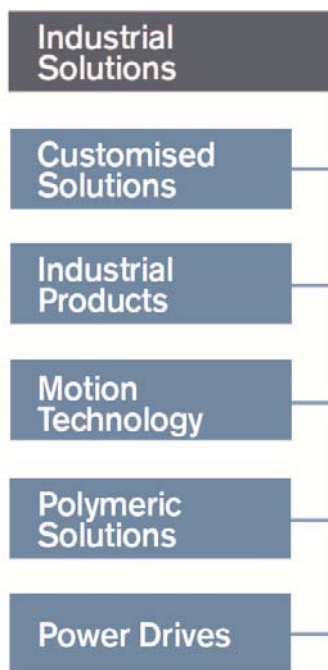 Industrial
Solutions
Customised
Solutions
Industrial
Products
Motion
Technology
Polymeric
Solutions
Power Drives